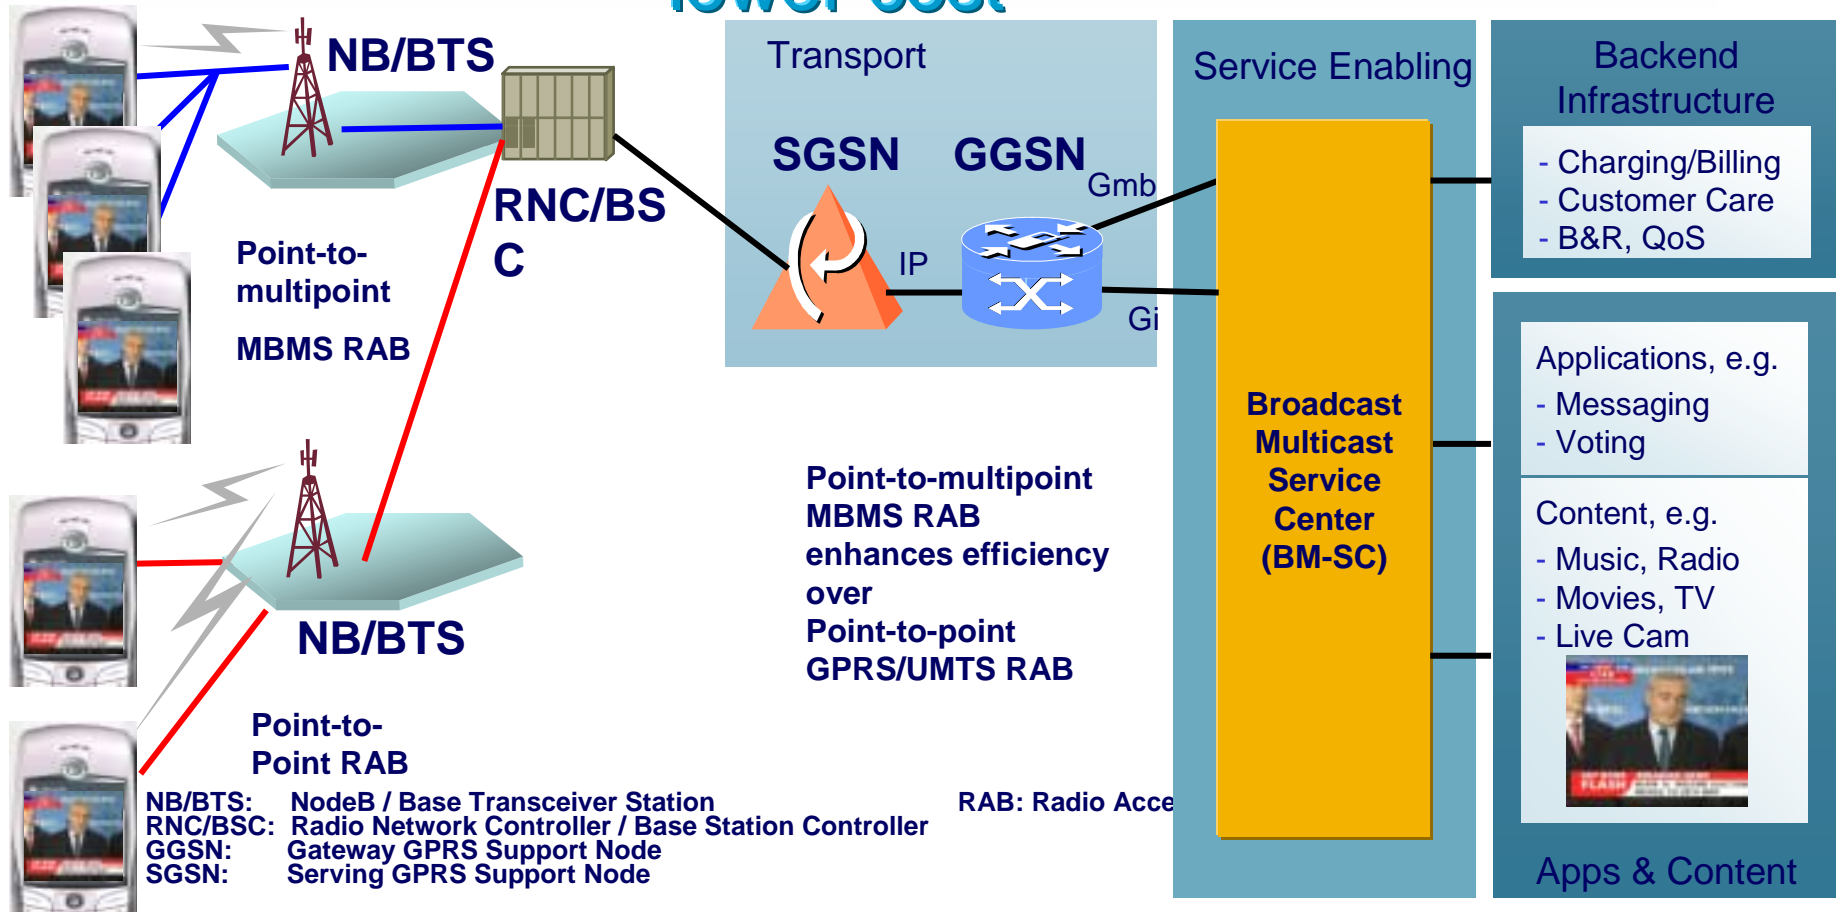 lower cost
NB/BTS
RNC/BS
C
Point-to-
multipoint
MBMS RAB
NB/BTS
Point-to-
Point RAB
Transport
SGSN
GGSN
Gmb
IP
Gi
Point-to-multipoint
MBMS RAB
enhances efficiency
over
Point-to-point
GPRS/UMTS RAB
Service Enabling
Broadcast
Multicast
Service
Center
(BM-SC)
Backend
Infrastructure
- Charging/Billing
- Customer Care
- B&R, QoS
Applications, e.g.
- Messaging
- Voting
Content, e.g.
- Music, Radio
- Movies, TV
- Live Cam
FLASH
Apps & Content
NB/BTS: NodeB / Base Transceiver Station
RNC/BSC: Radio Network Controller / Base Station Controller
GGSN: Gateway GPRS Support Node
SGSN: Serving GPRS Support Node
RAB: Radio Acce